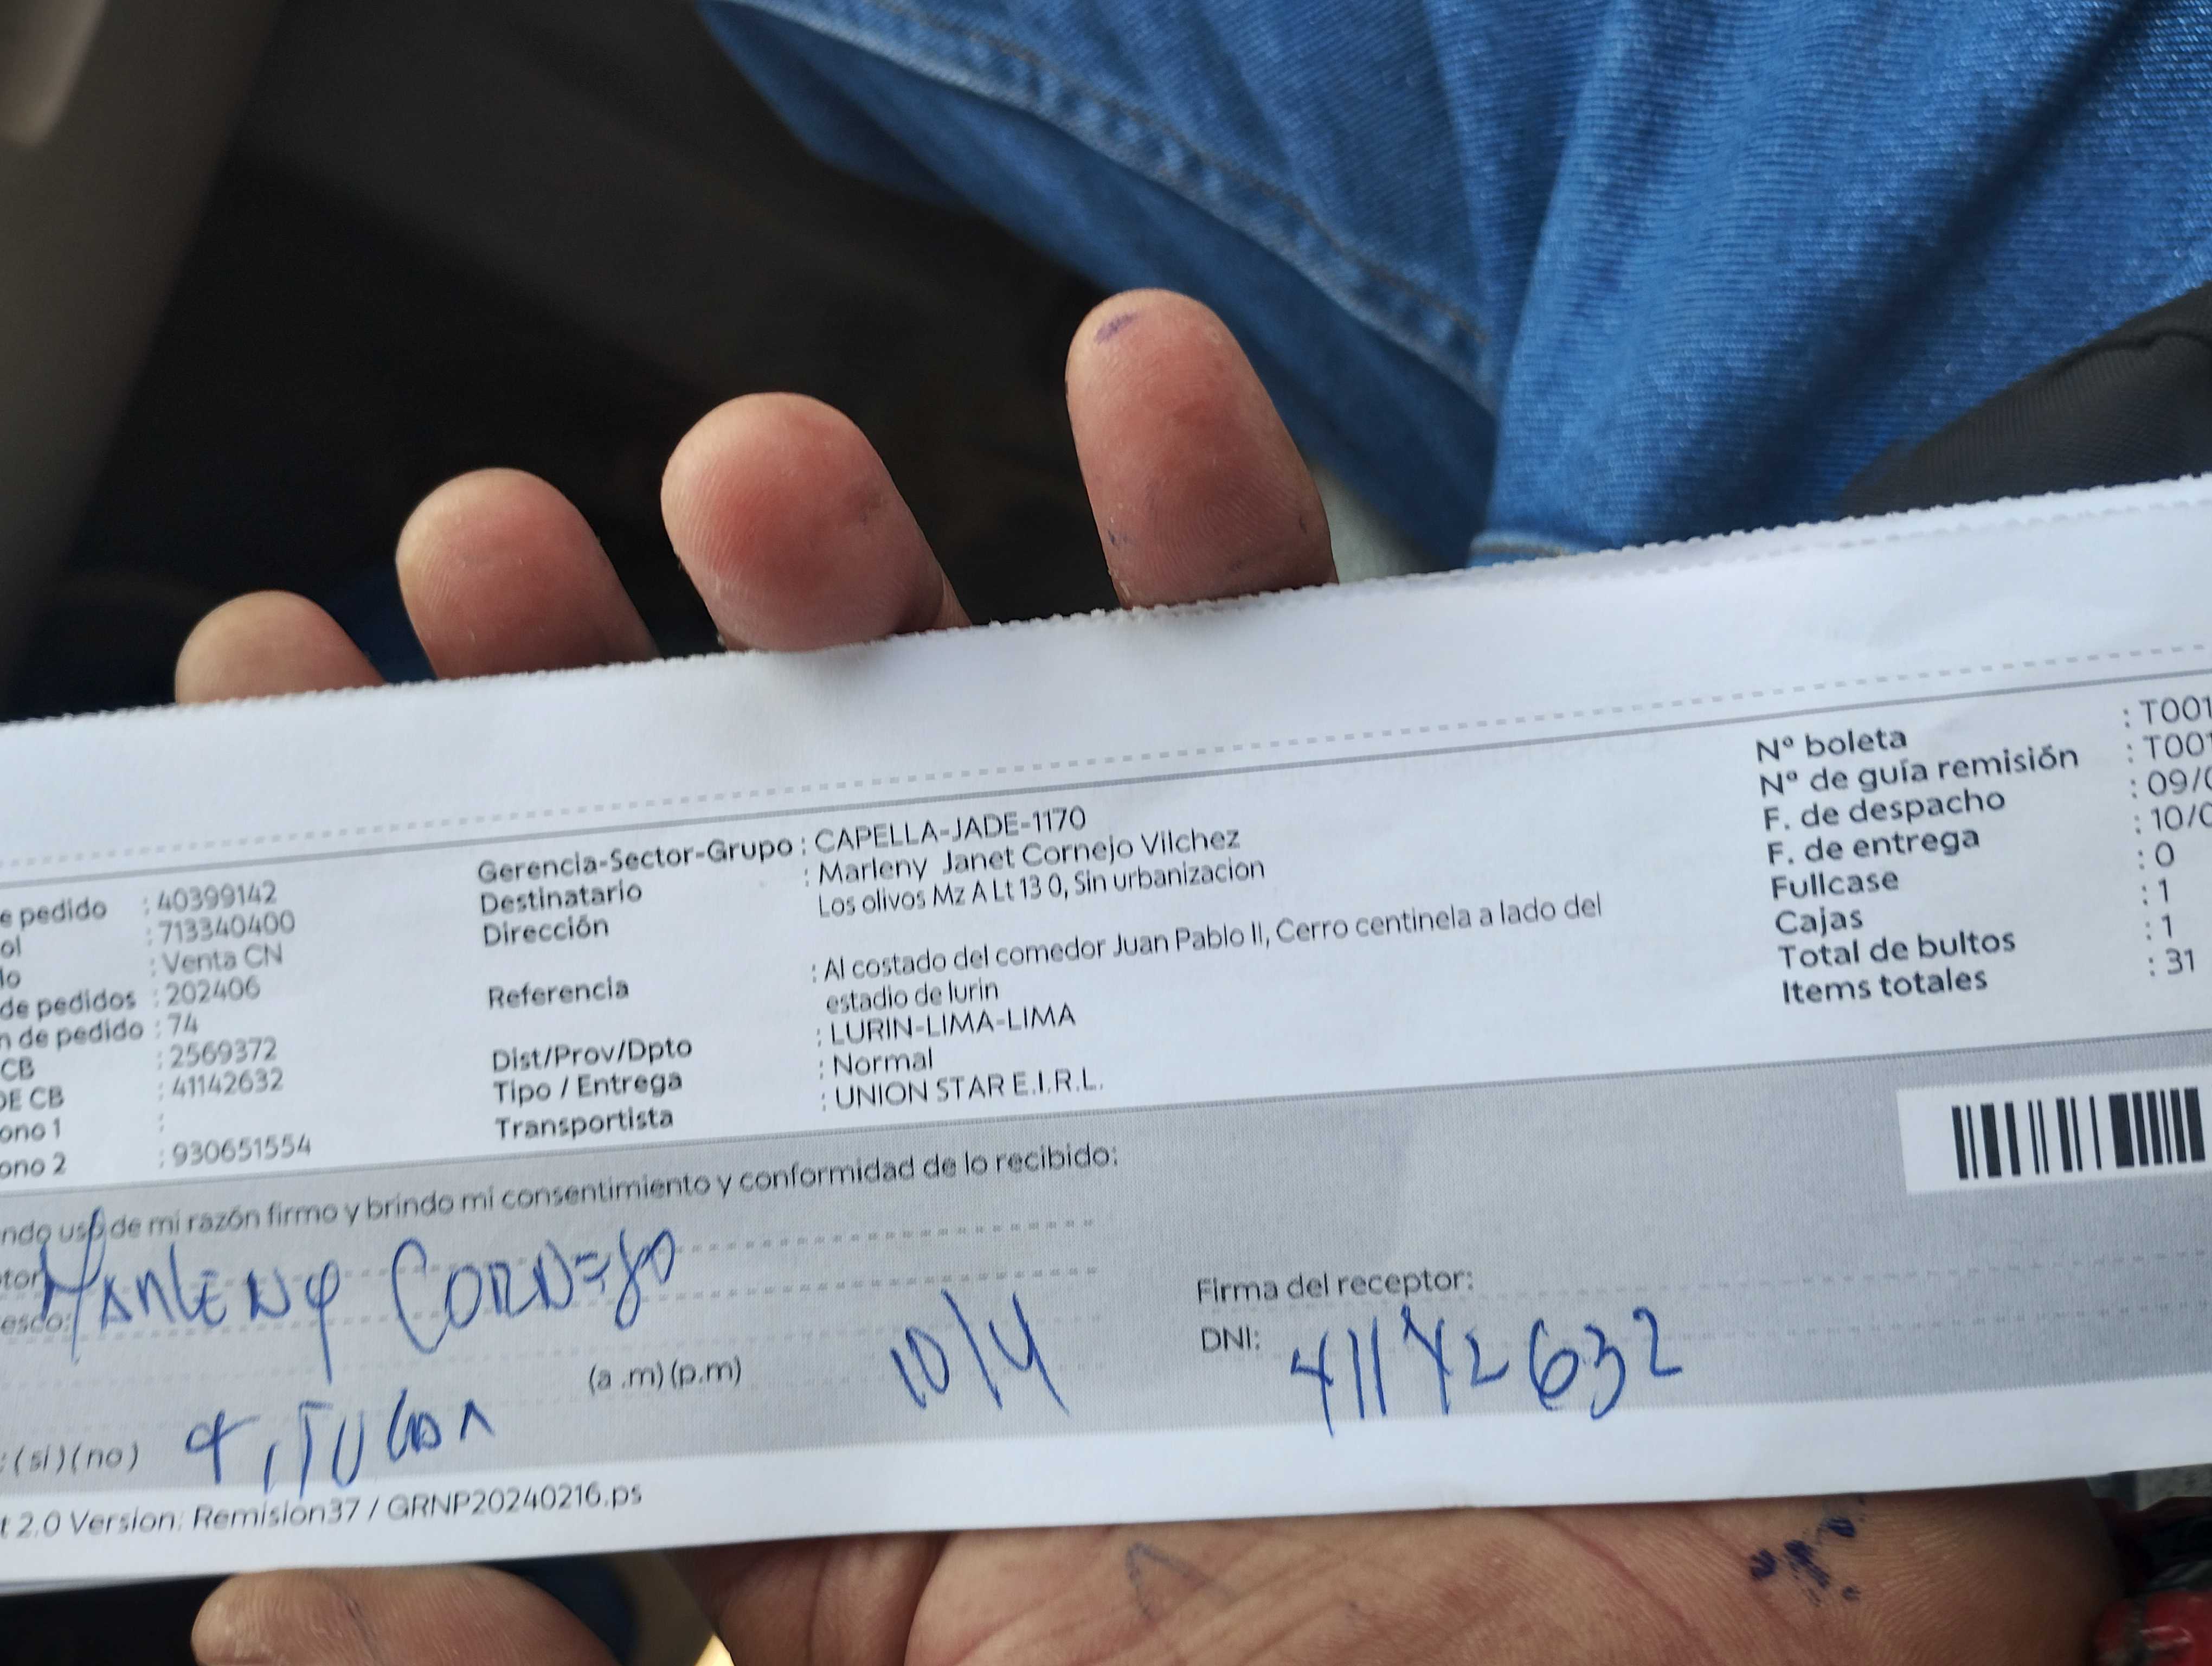 e pedido : 40399142
ol : 713340400
lo : Venta CN
de pedidos : 202406
n de pedido : 74
CB : 2569372
DE CB : 41142632
ono 1 :
ono 2 : 930651554
Gerencia-Sector-Grupo : CAPELLA-JADE-1170
Destinatario : Marleny Janet Cornejo Vilchez
Dirección Los olivos Mz A Lt 13 0, Sin urbanizacion
Referencia : Al costado del comedor Juan Pablo II, Cerro centinela a lado del
estadio de lurin
Dist/Prov/Dpto : LURIN-LIMA-LIMA
Tipo / Entrega : Normal
Transportista : UNION STAR E.I.R.L.
Nº boleta : T001
Nº de guía remisión : T001
F. de despacho : 09/0
F. de entrega : 10/0
Fullcase : 0
Cajas : 1
Total de bultos : 1
Items totales : 31
ndo uso de mi razón firmo y brindo mi consentimiento y conformidad de lo recibido:
tor MARLENY CORNEJO
esco:
Firma del receptor:
(a .m) (p.m) 10/4
DNI: 41142632
: (si) (no) TITULAR
t 2.0 Version: Remision37 / GRNP20240216.ps